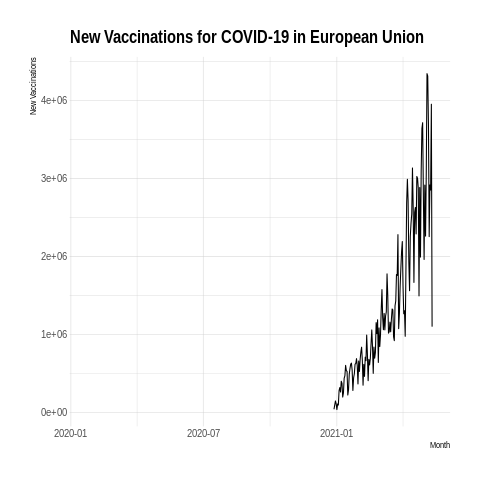 New Vaccinations for COVID-19 in European Union
New Vaccinations
4e+06
3e+06
2e+06
1e+06
0e+00
2020-01 2020-07 2021-01
Month